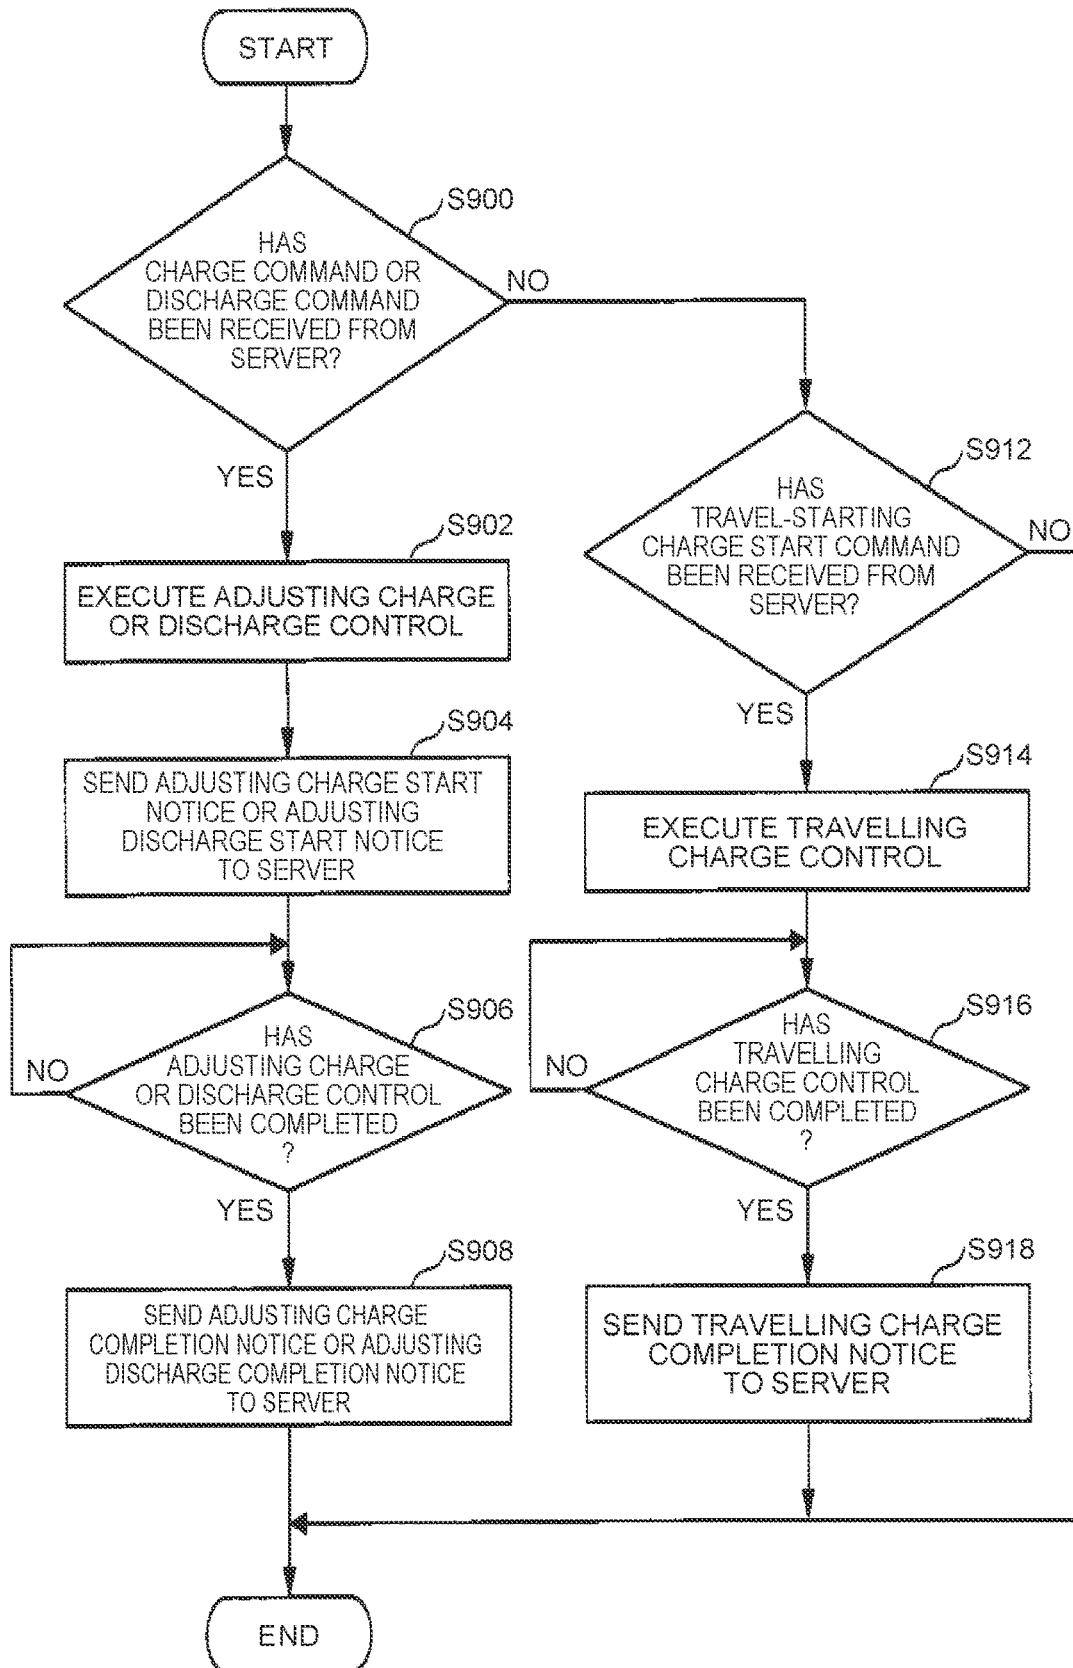 START
S900
HAS
CHARGE COMMAND OR
DISCHARGE COMMAND
BEEN RECEIVED FROM
SERVER?
NO
YES
S912
HAS
TRAVEL-STARTING
CHARGE START COMMAND
BEEN RECEIVED FROM
SERVER?
NO
YES
S902
EXECUTE ADJUSTING CHARGE
OR DISCHARGE CONTROL
S904
SEND ADJUSTING CHARGE START
NOTICE OR ADJUSTING
DISCHARGE START NOTICE
TO SERVER
S914
EXECUTE TRAVELLING
CHARGE CONTROL
S906
HAS
ADJUSTING CHARGE
OR DISCHARGE CONTROL
BEEN COMPLETED
?
NO
YES
S916
HAS
TRAVELLING
CHARGE CONTROL
BEEN COMPLETED
?
NO
YES
S908
SEND ADJUSTING CHARGE
COMPLETION NOTICE OR ADJUSTING
DISCHARGE COMPLETION NOTICE
TO SERVER
S918
SEND TRAVELLING CHARGE
COMPLETION NOTICE
TO SERVER
END